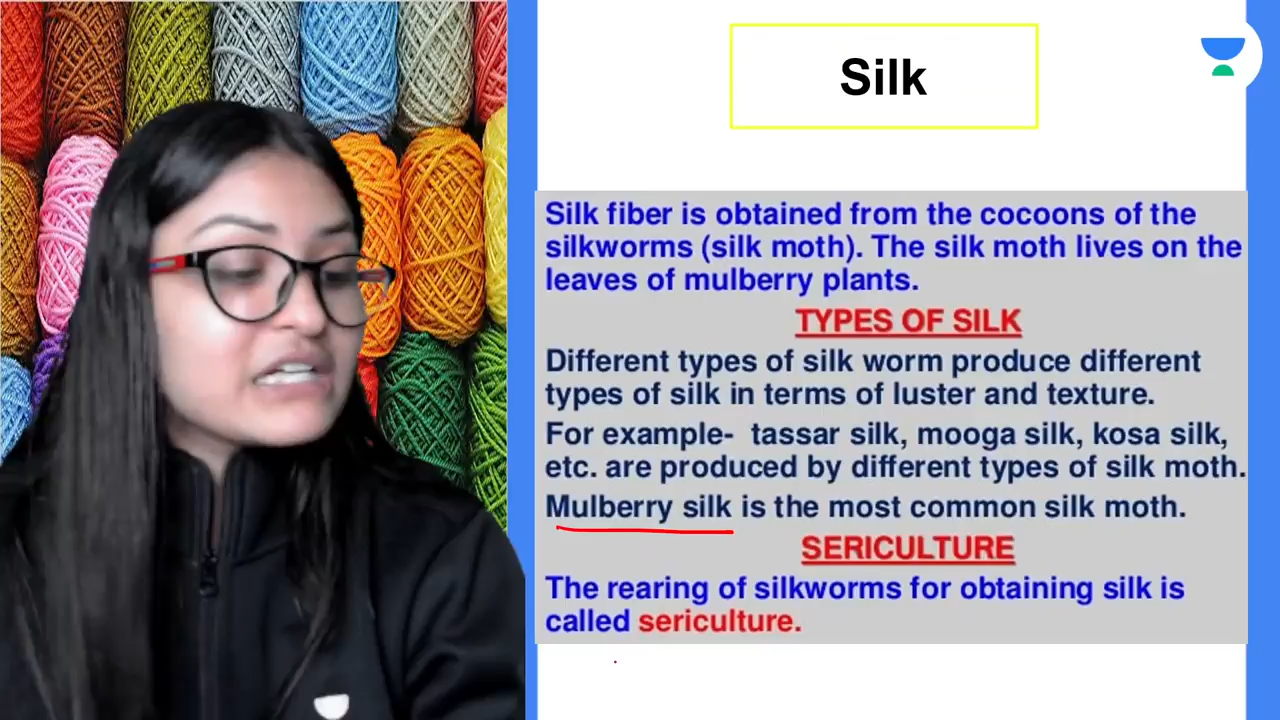 Silk
Silk fiber is obtained from the cocoons of the
silkworms (silk moth). The silk moth lives on the
leaves of mulberry plants.
TYPES OF SILK
Different types of silk worm produce different
types of silk in terms of luster and texture.
For example-  tassar silk, mooga silk, kosa silk,
etc. are produced by different types of silk moth.
Mulberry silk is the most common silk moth.
SERICULTURE
The rearing of silkworms for obtaining silk is
called sericulture.